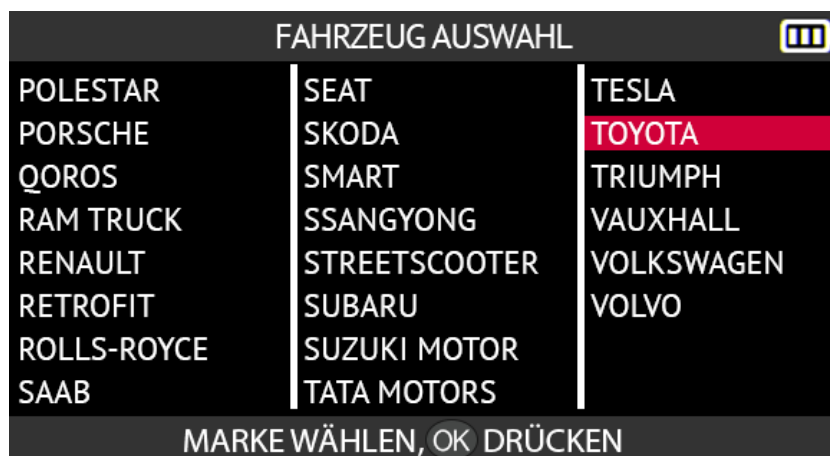 FAHRZEUG AUSWAHL
POLESTAR
PORSCHE
QOROS
RAM TRUCK
RENAULT
RETROFIT
ROLLS-ROYCE
SAAB
SEAT
SKODA
SMART
SSANGYONG
STREETSCOOTER
SUBARU
SUZUKI MOTOR
TATA MOTORS
TESLA
TOYOTA
TRIUMPH
VAUXHALL
VOLKSWAGEN
VOLVO
MARKE WÄHLEN, OK DRÜCKEN